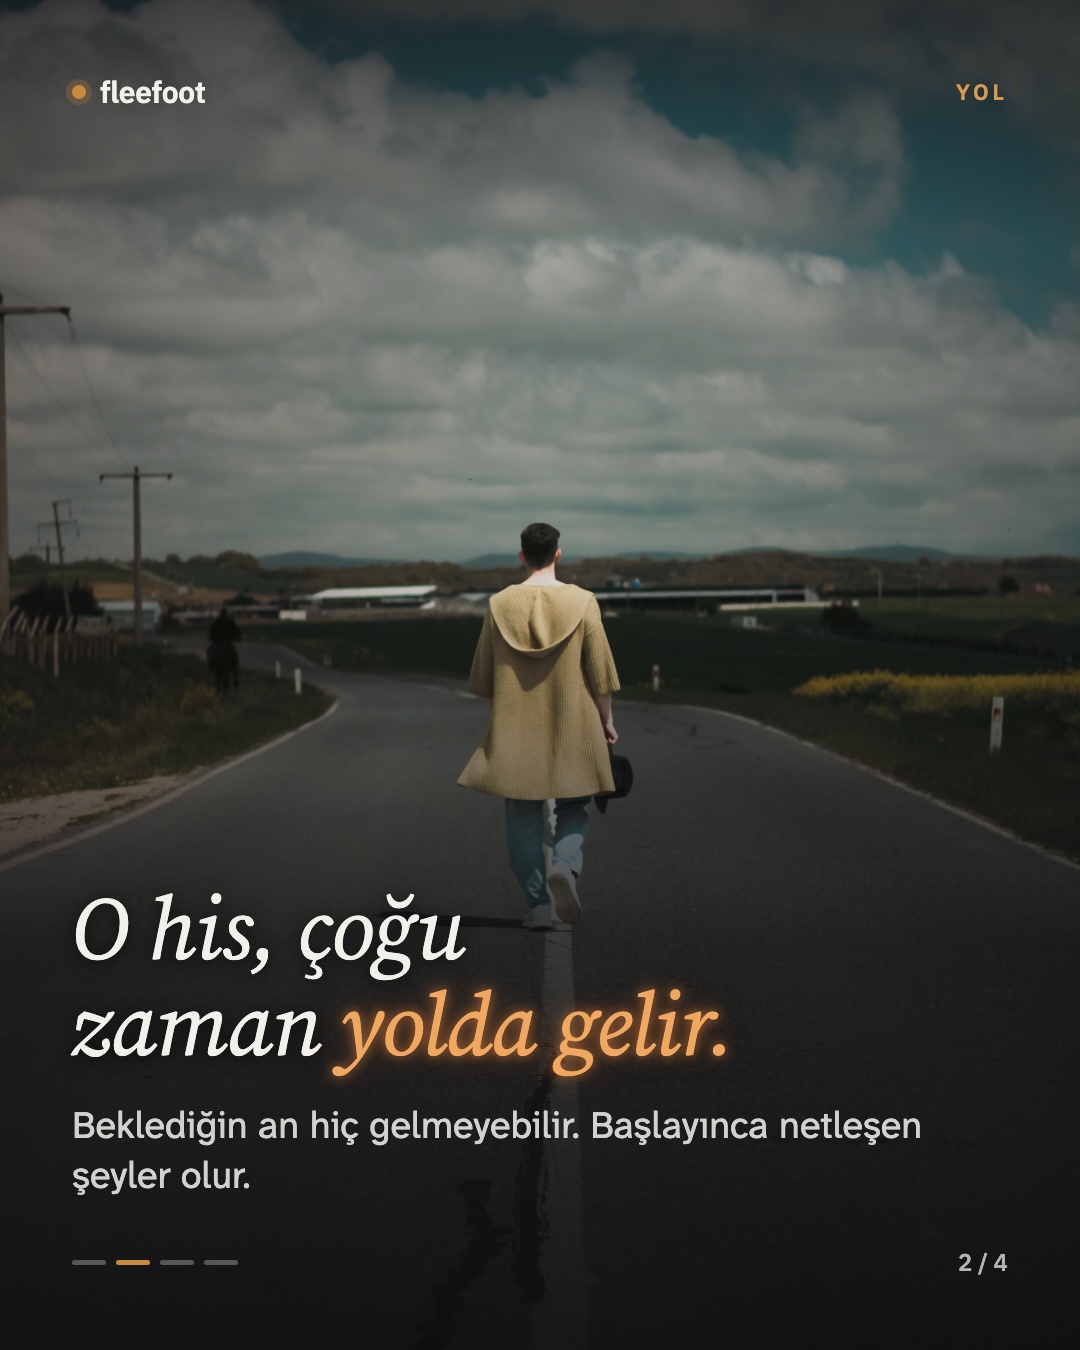 fleefoot
YOL
O his, çoğu
zaman yolda gelir.
Beklediğin an hiç gelmeyebilir. Başlayınca netleşen
şeyler olur.
2 / 4